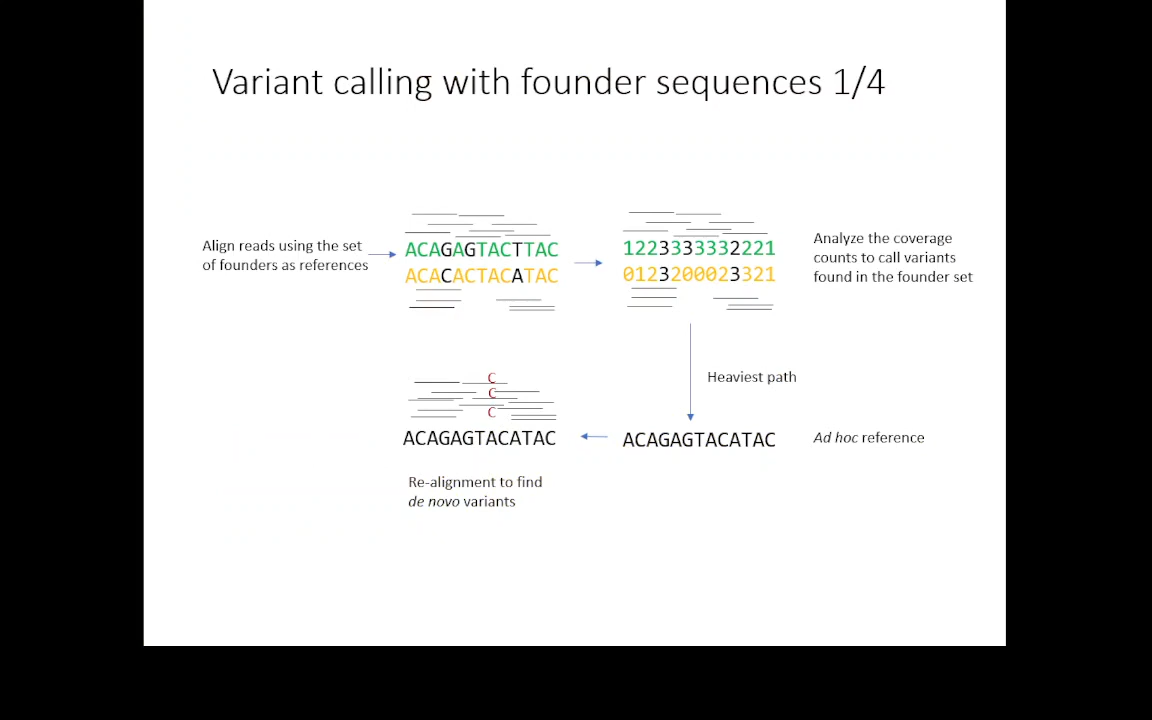 Variant calling with founder sequences 1/4
Align reads using the set
of founders as references
ACAGAGTACTTAC
ACACACTACATAC
1223333332221
0123200023321
Analyze the coverage
counts to call variants
found in the founder set
Heaviest path
C
C
C
ACAGAGTACATAC
ACAGAGTACATAC
Ad hoc reference
Re-alignment to find
de novo variants